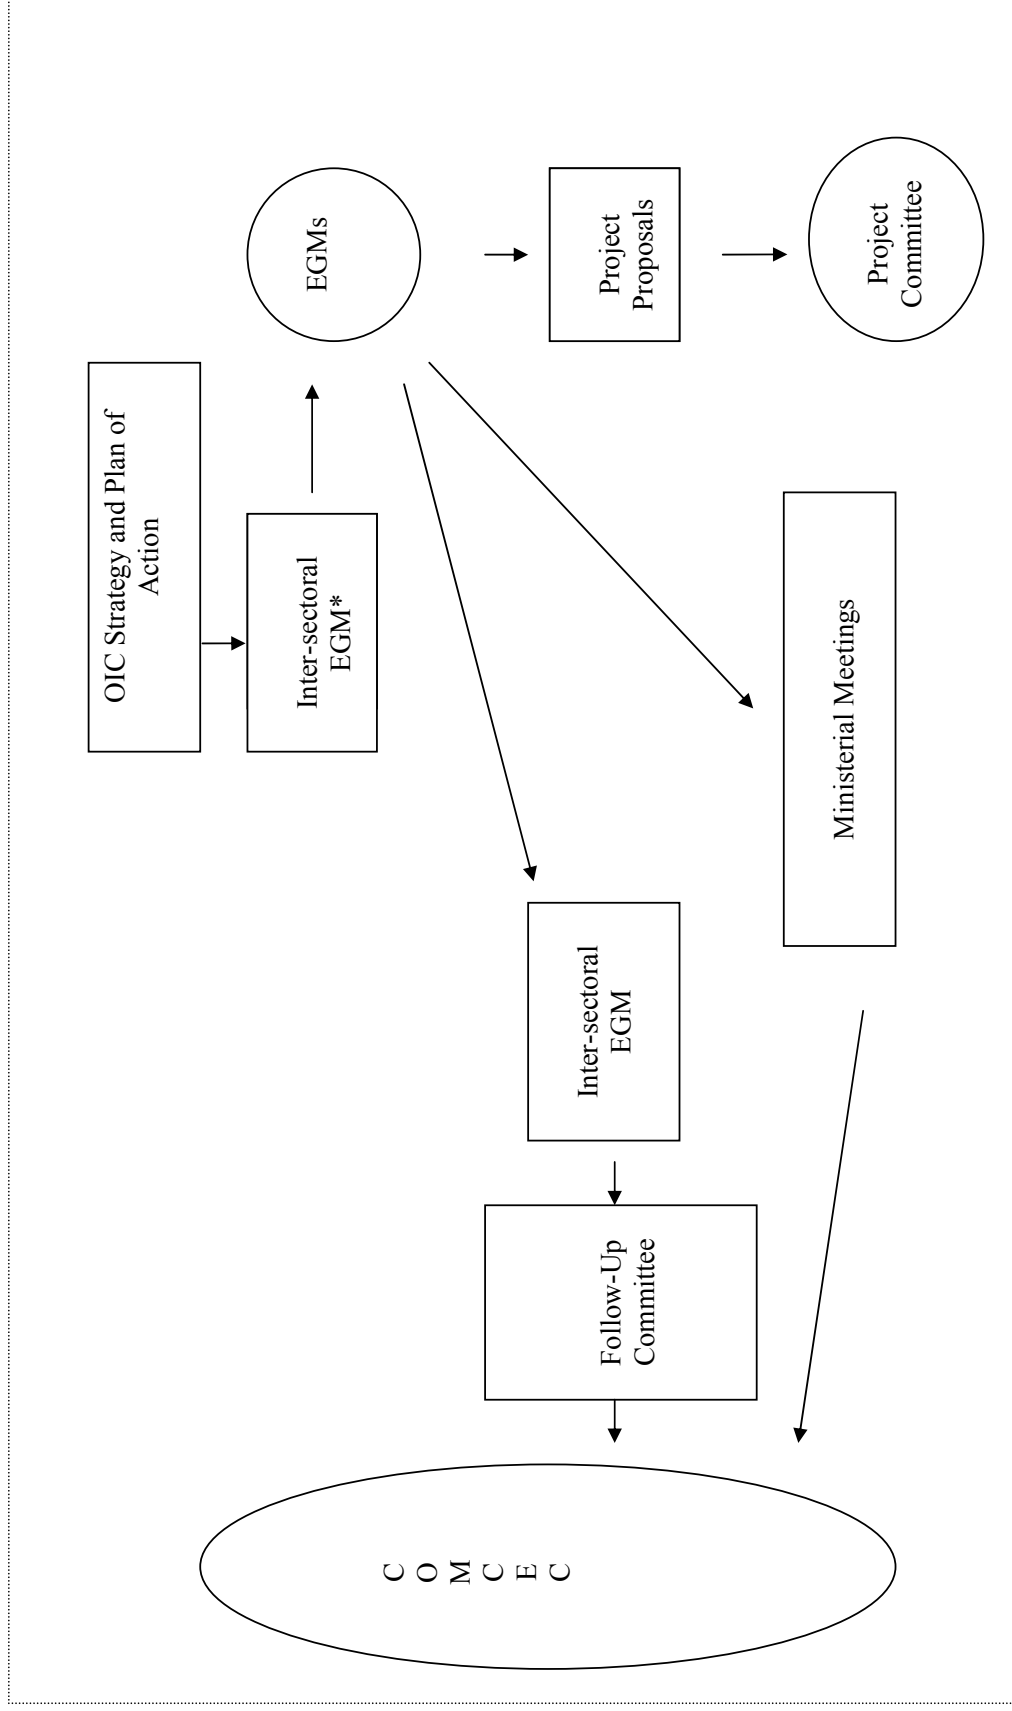 OIC Strategy and Plan of
Action
Inter-sectoral
EGM*
EGMs
C
O
M
C
E
C
Follow-Up
Committee
Inter-sectoral
EGM
Project
Proposals
Ministerial Meetings
Project
Committee